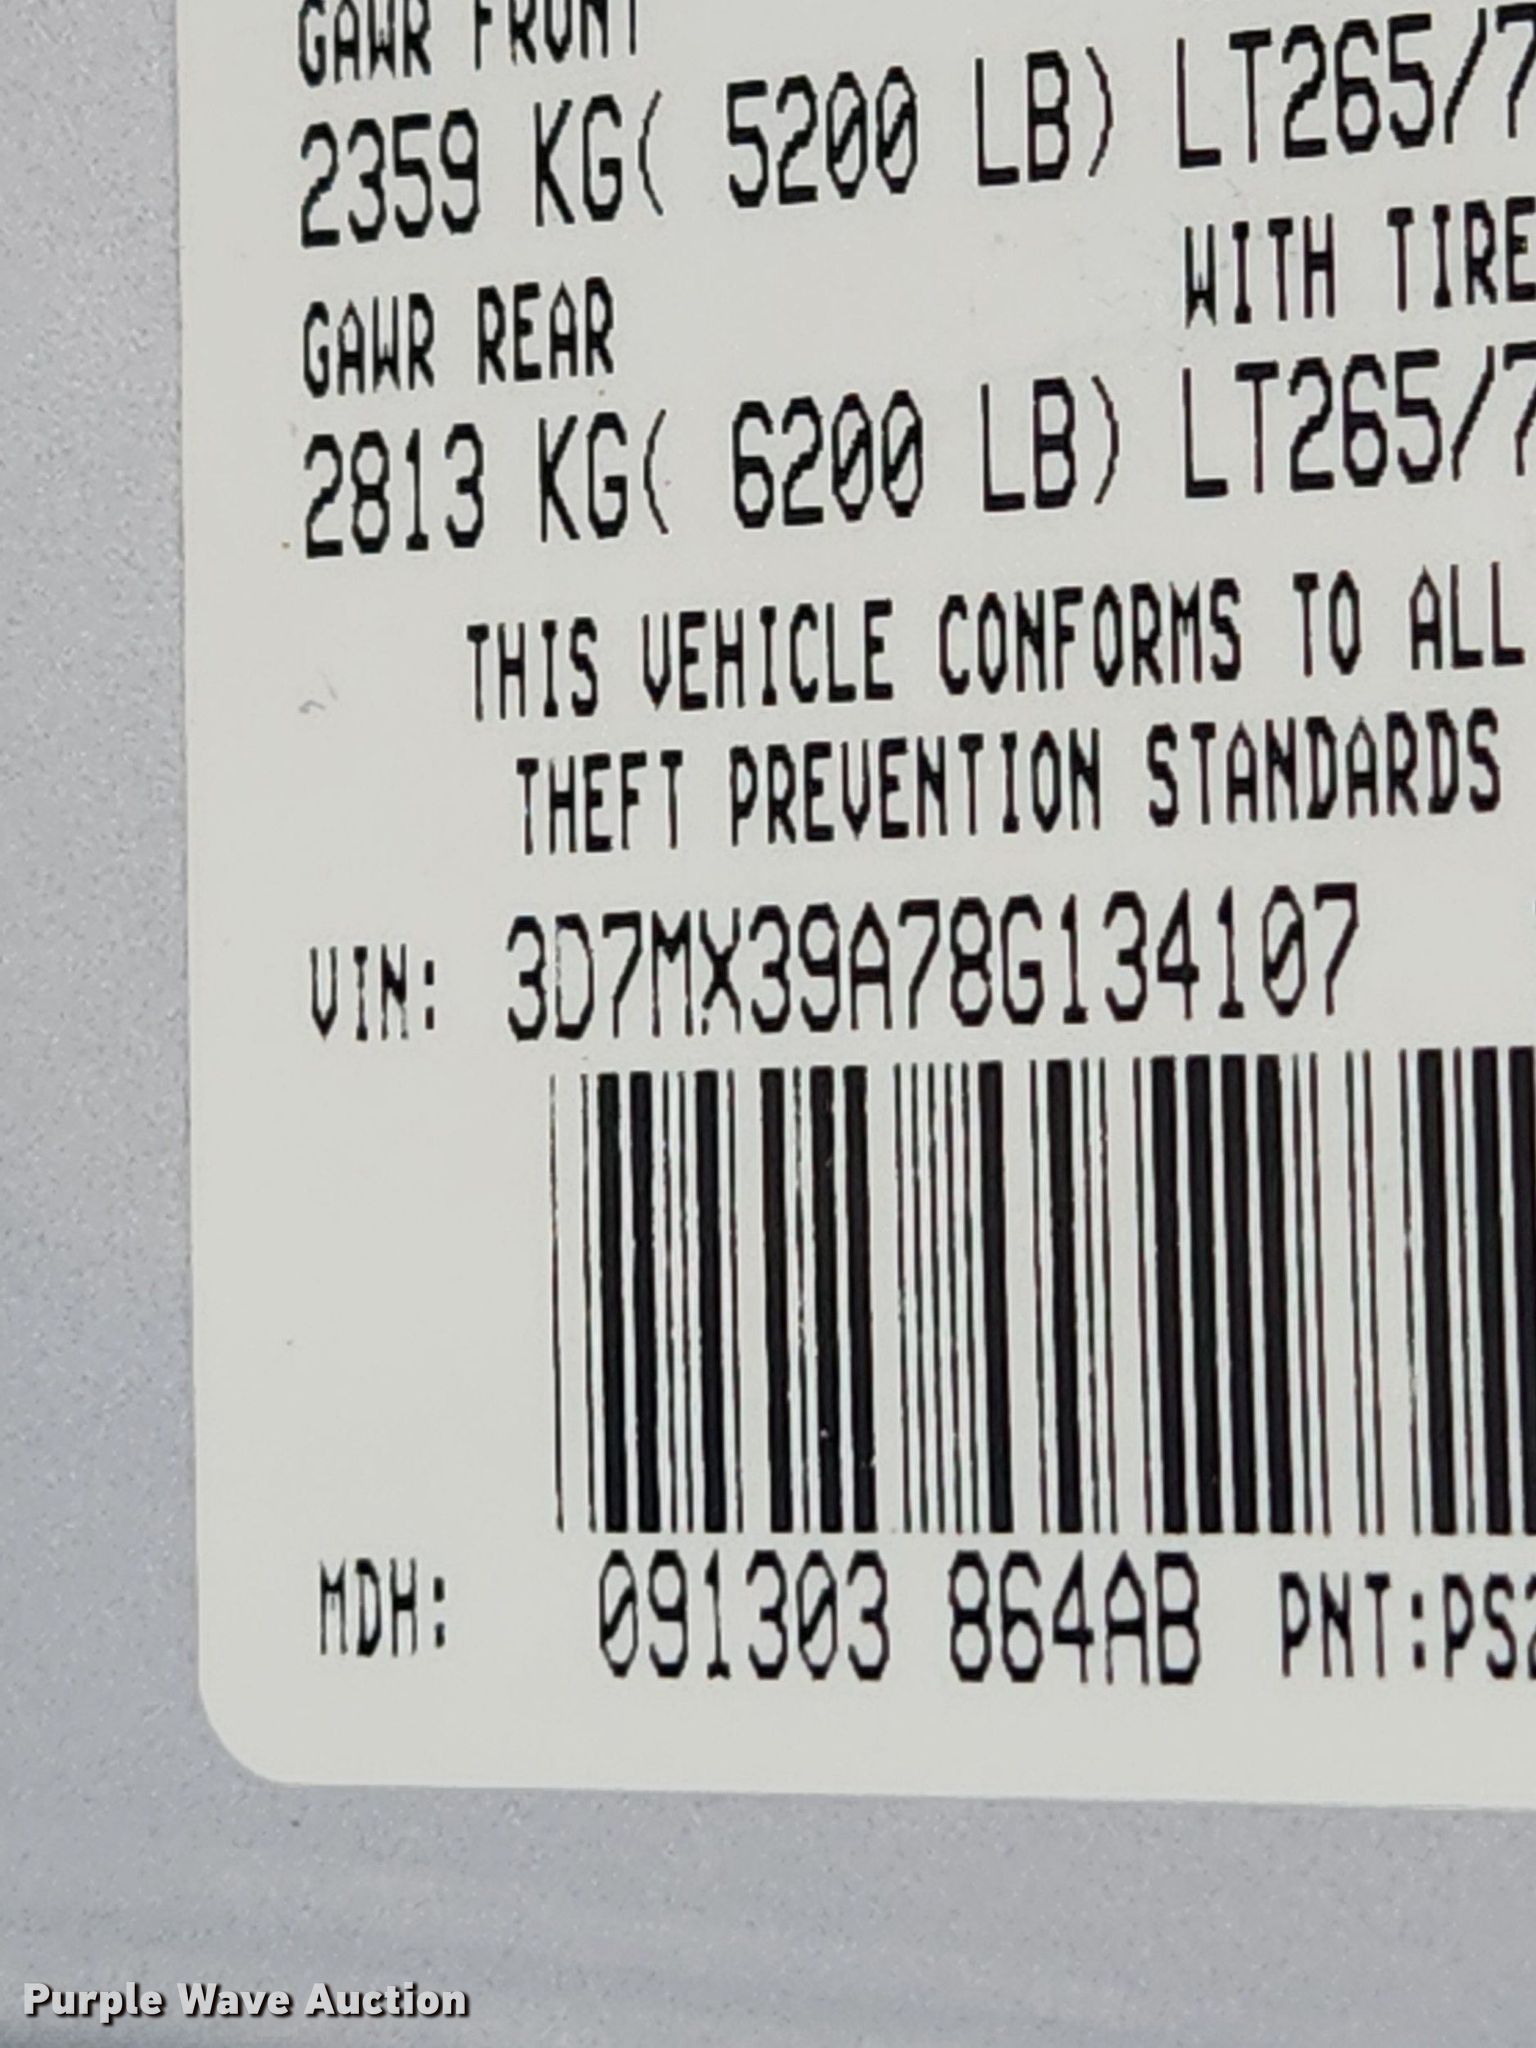 GAWR FRONT
2359 KG( 5200 LB) LT265/7
WITH TIRE
GAWR REAR
2813 KG( 6200 LB) LT265/7
THIS VEHICLE CONFORMS TO ALL
THEFT PREVENTION STANDARDS
VIN: 3D7MX39A78G134107
MDH: 091303 864AB PNT:PS2
Purple Wave Auction